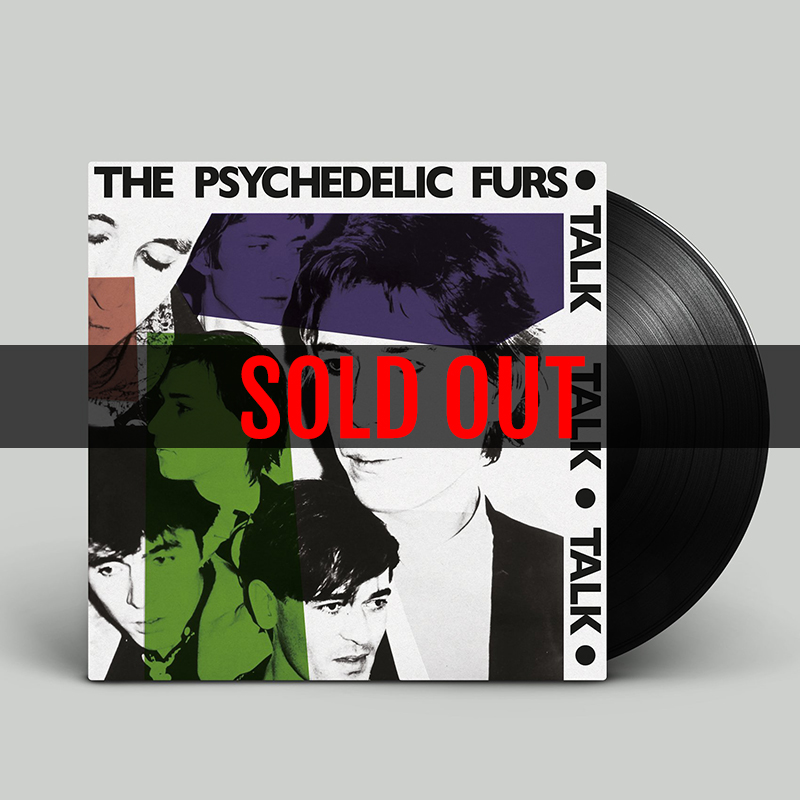 THE PSYCHEDELIC FURS •
TALK
TALK •
TALK •
SOLD OUT